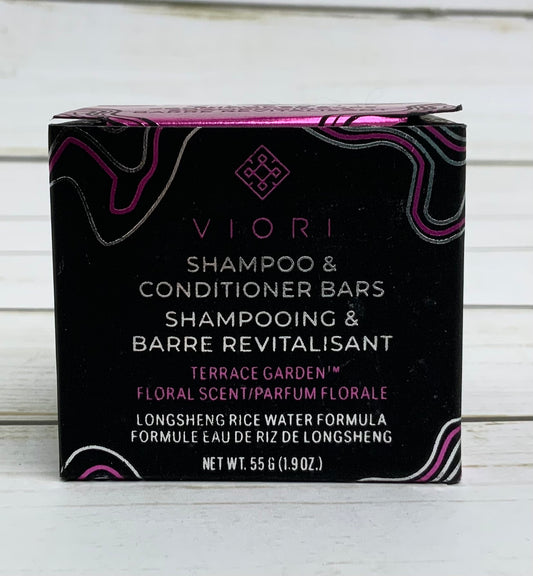 VIORI
SHAMPOO &
CONDITIONER BARS
SHAMPOOING &
BARRE REVITALISANT
TERRACE GARDEN™
FLORAL SCENT/PARFUM FLORALE
LONGSHENG RICE WATER FORMULA
FORMULE EAU DE RIZ DE LONGSHENG
NET WT. 55 G (1.9 OZ.)